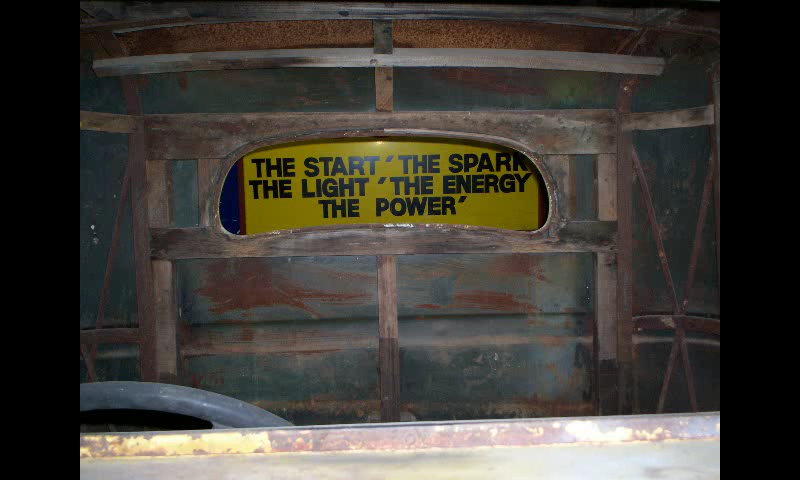 THE START ' THE SPARK
THE LIGHT ' THE ENERGY
THE POWER '